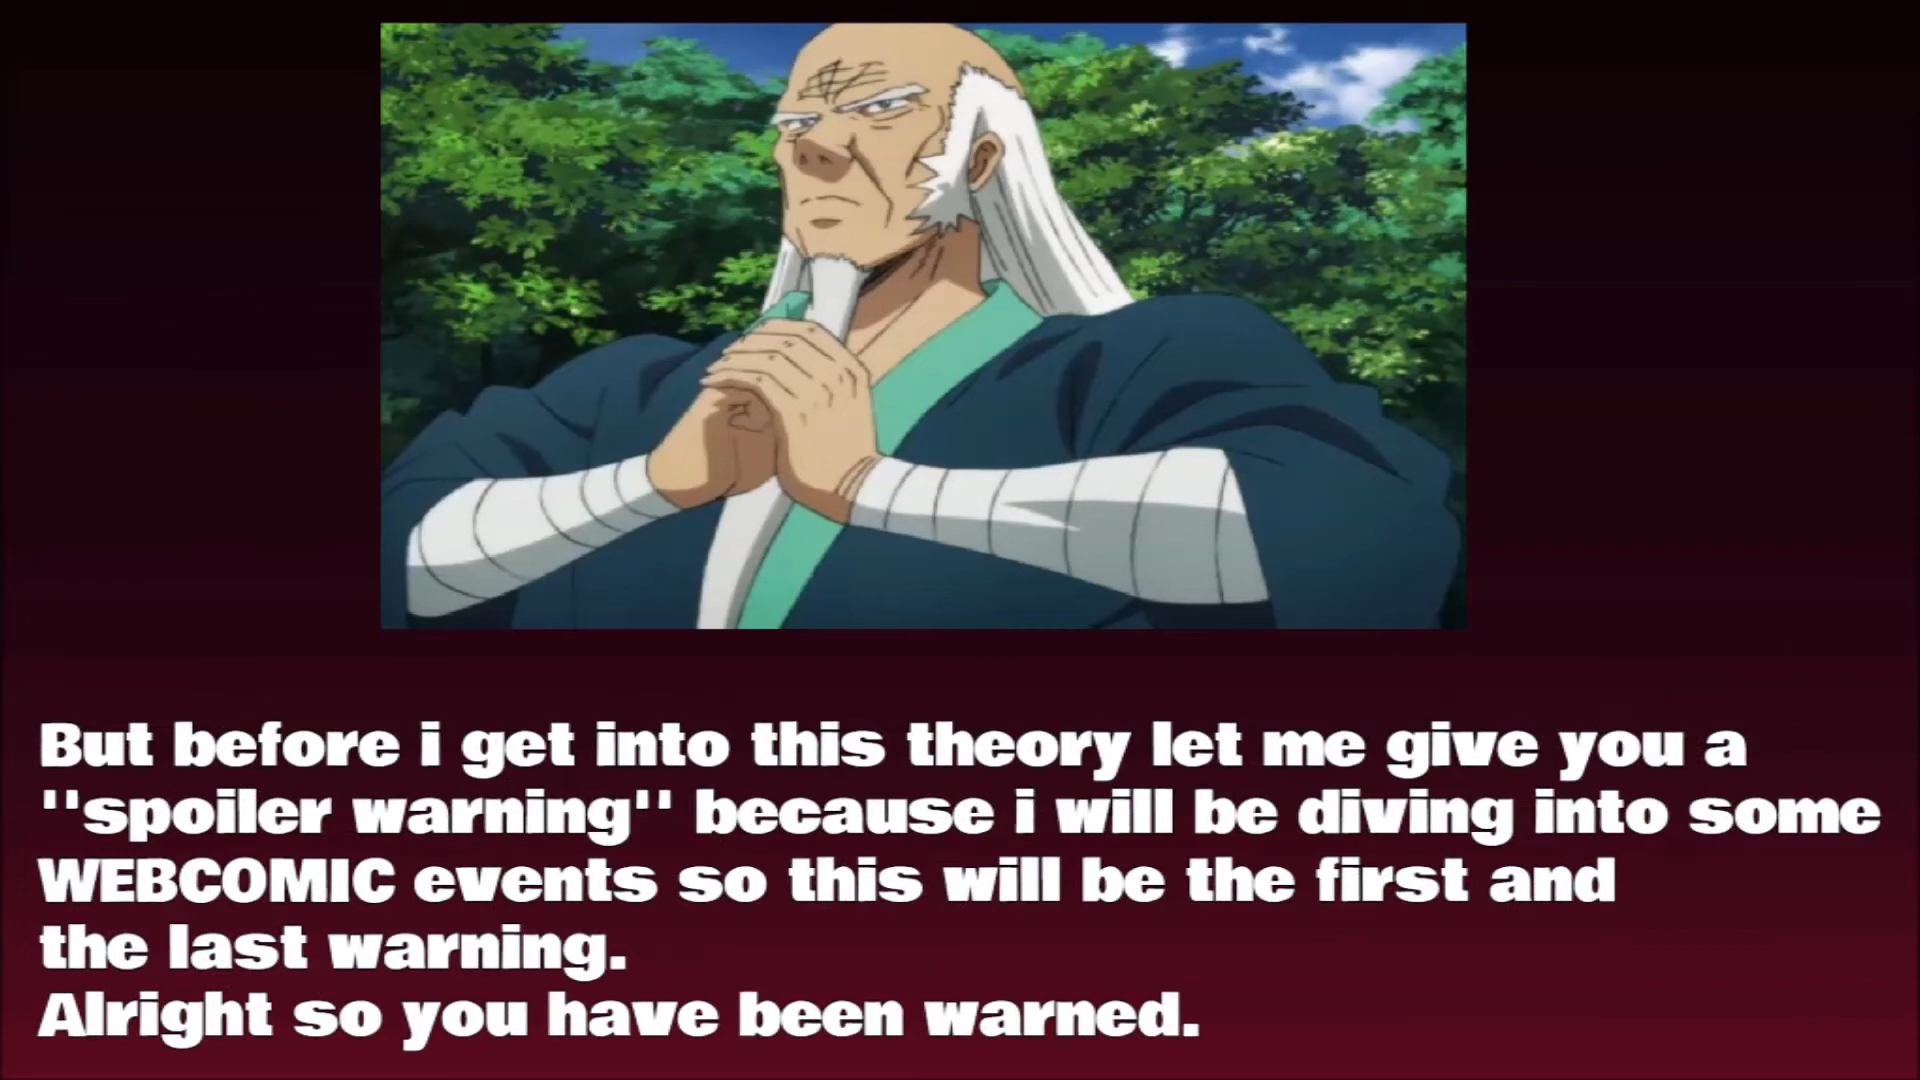 But before i get into this theory let me give you a
''spoiler warning'' because i will be diving into some
WEBCOMIC events so this will be the first and
the last warning.
Alright so you have been warned.